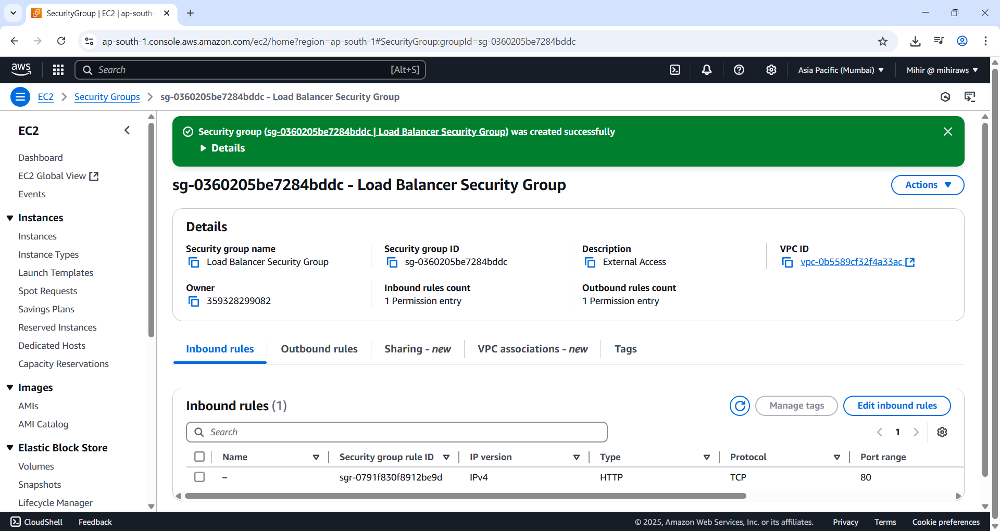 SecurityGroup | EC2 | ap-south-
ap-south-1.console.aws.amazon.com/ec2/home?region=ap-south-1#SecurityGroup:groupId=sg-0360205be7284bddc
aws
Search [Alt+S]
Asia Pacific (Mumbai)
Mihir @ mihiraws
EC2 > Security Groups > sg-0360205be7284bddc - Load Balancer Security Group
EC2
Dashboard
EC2 Global View
Events
Instances
Instances
Instance Types
Launch Templates
Spot Requests
Savings Plans
Reserved Instances
Dedicated Hosts
Capacity Reservations
Images
AMIs
AMI Catalog
Elastic Block Store
Volumes
Snapshots
Lifecycle Manager
Security group (sg-0360205be7284bddc | Load Balancer Security Group) was created successfully
Details
sg-0360205be7284bddc - Load Balancer Security Group
Actions
Details
Security group name
Load Balancer Security Group
Security group ID
sg-0360205be7284bddc
Description
External Access
VPC ID
vpc-0b5589cf32f4a33ac
Owner
359328299082
Inbound rules count
1 Permission entry
Outbound rules count
1 Permission entry
Inbound rules
Outbound rules
Sharing - new
VPC associations - new
Tags
Inbound rules (1)
Manage tags
Edit inbound rules
Search
1
Name Security group rule ID IP version Type Protocol Port range
– sgr-0791f830f8912be9d IPv4 HTTP TCP 80
CloudShell
Feedback
© 2025, Amazon Web Services, Inc. or its affiliates.
Privacy
Terms
Cookie preferences